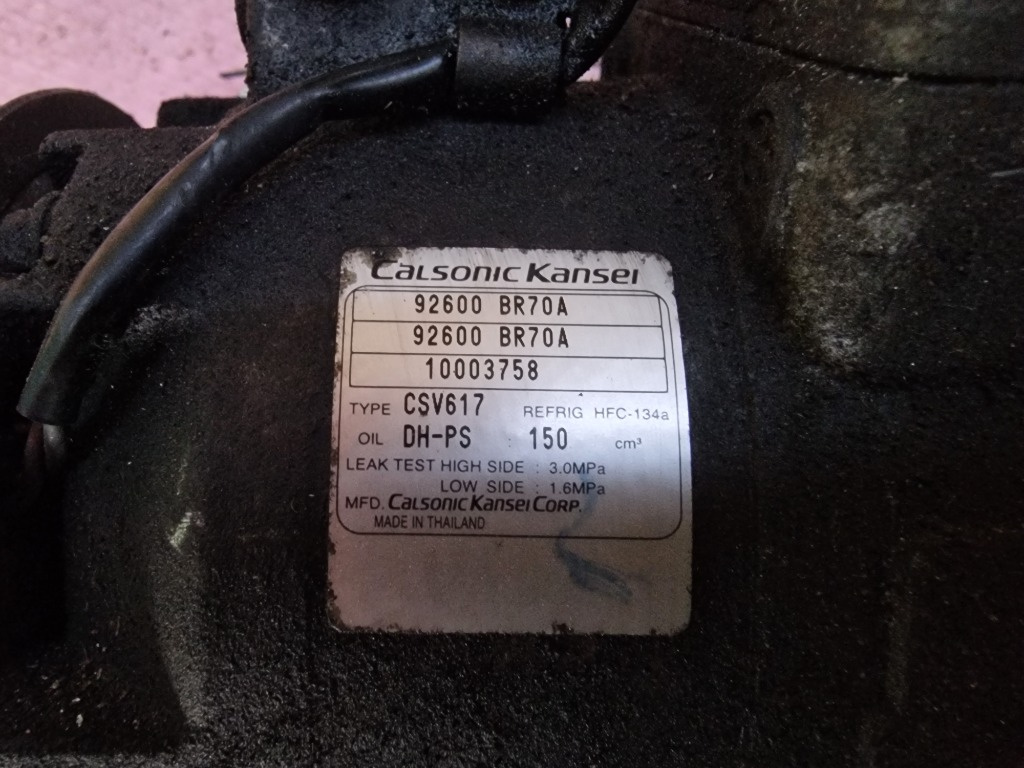 Calsonic Kansei
92600 BR70A
92600 BR70A
10003758
TYPE CSV617 REFRIG HFC-134a
OIL DH-PS 150 cm³
LEAK TEST HIGH SIDE : 3.0MPa
LOW SIDE : 1.6MPa
MFD. Calsonic Kansei Corp.
MADE IN THAILAND